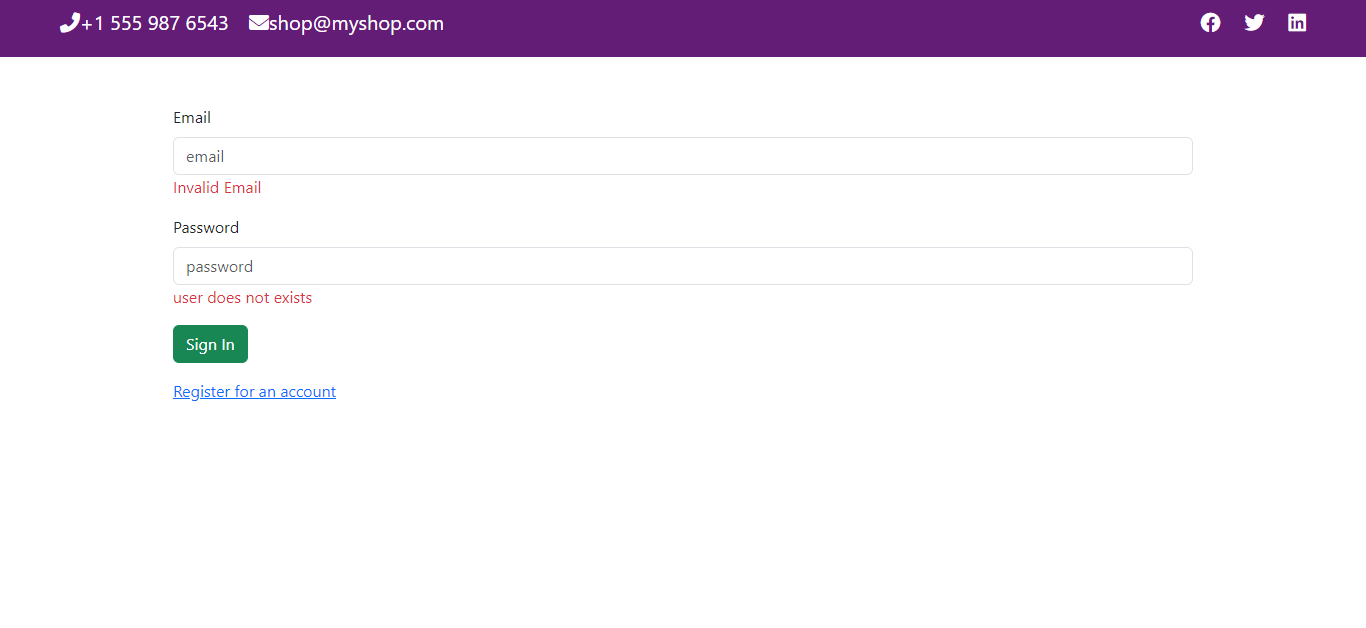 +1 555 987 6543 shop@myshop.com
Email
email
Invalid Email
Password
password
user does not exists
Sign In
Register for an account